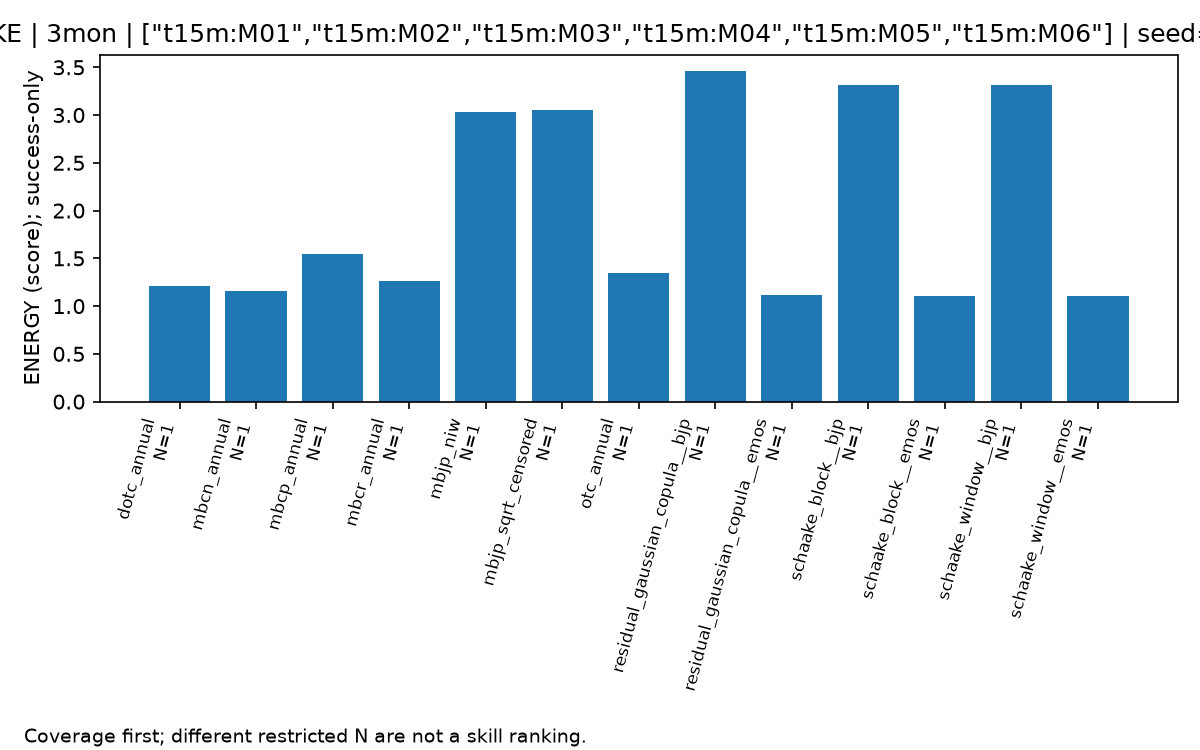 KE | 3mon | ["t15m:M01","t15m:M02","t15m:M03","t15m:M04","t15m:M05","t15m:M06"] | seed=
ENERGY (score); success-only
3.5
3.0
2.5
2.0
1.5
1.0
0.5
0.0
dotc_annual
N=1
mbcn_annual
N=1
mbcp_annual
N=1
mbcr_annual
N=1
mbjp_niw
N=1
mbjp_sqrt_censored
N=1
otc_annual
N=1
residual_gaussian_copula__bjp
N=1
residual_gaussian_copula__emos
N=1
schaake_block__bjp
N=1
schaake_block__emos
N=1
schaake_window__bjp
N=1
schaake_window__emos
N=1
Coverage first; different restricted N are not a skill ranking.